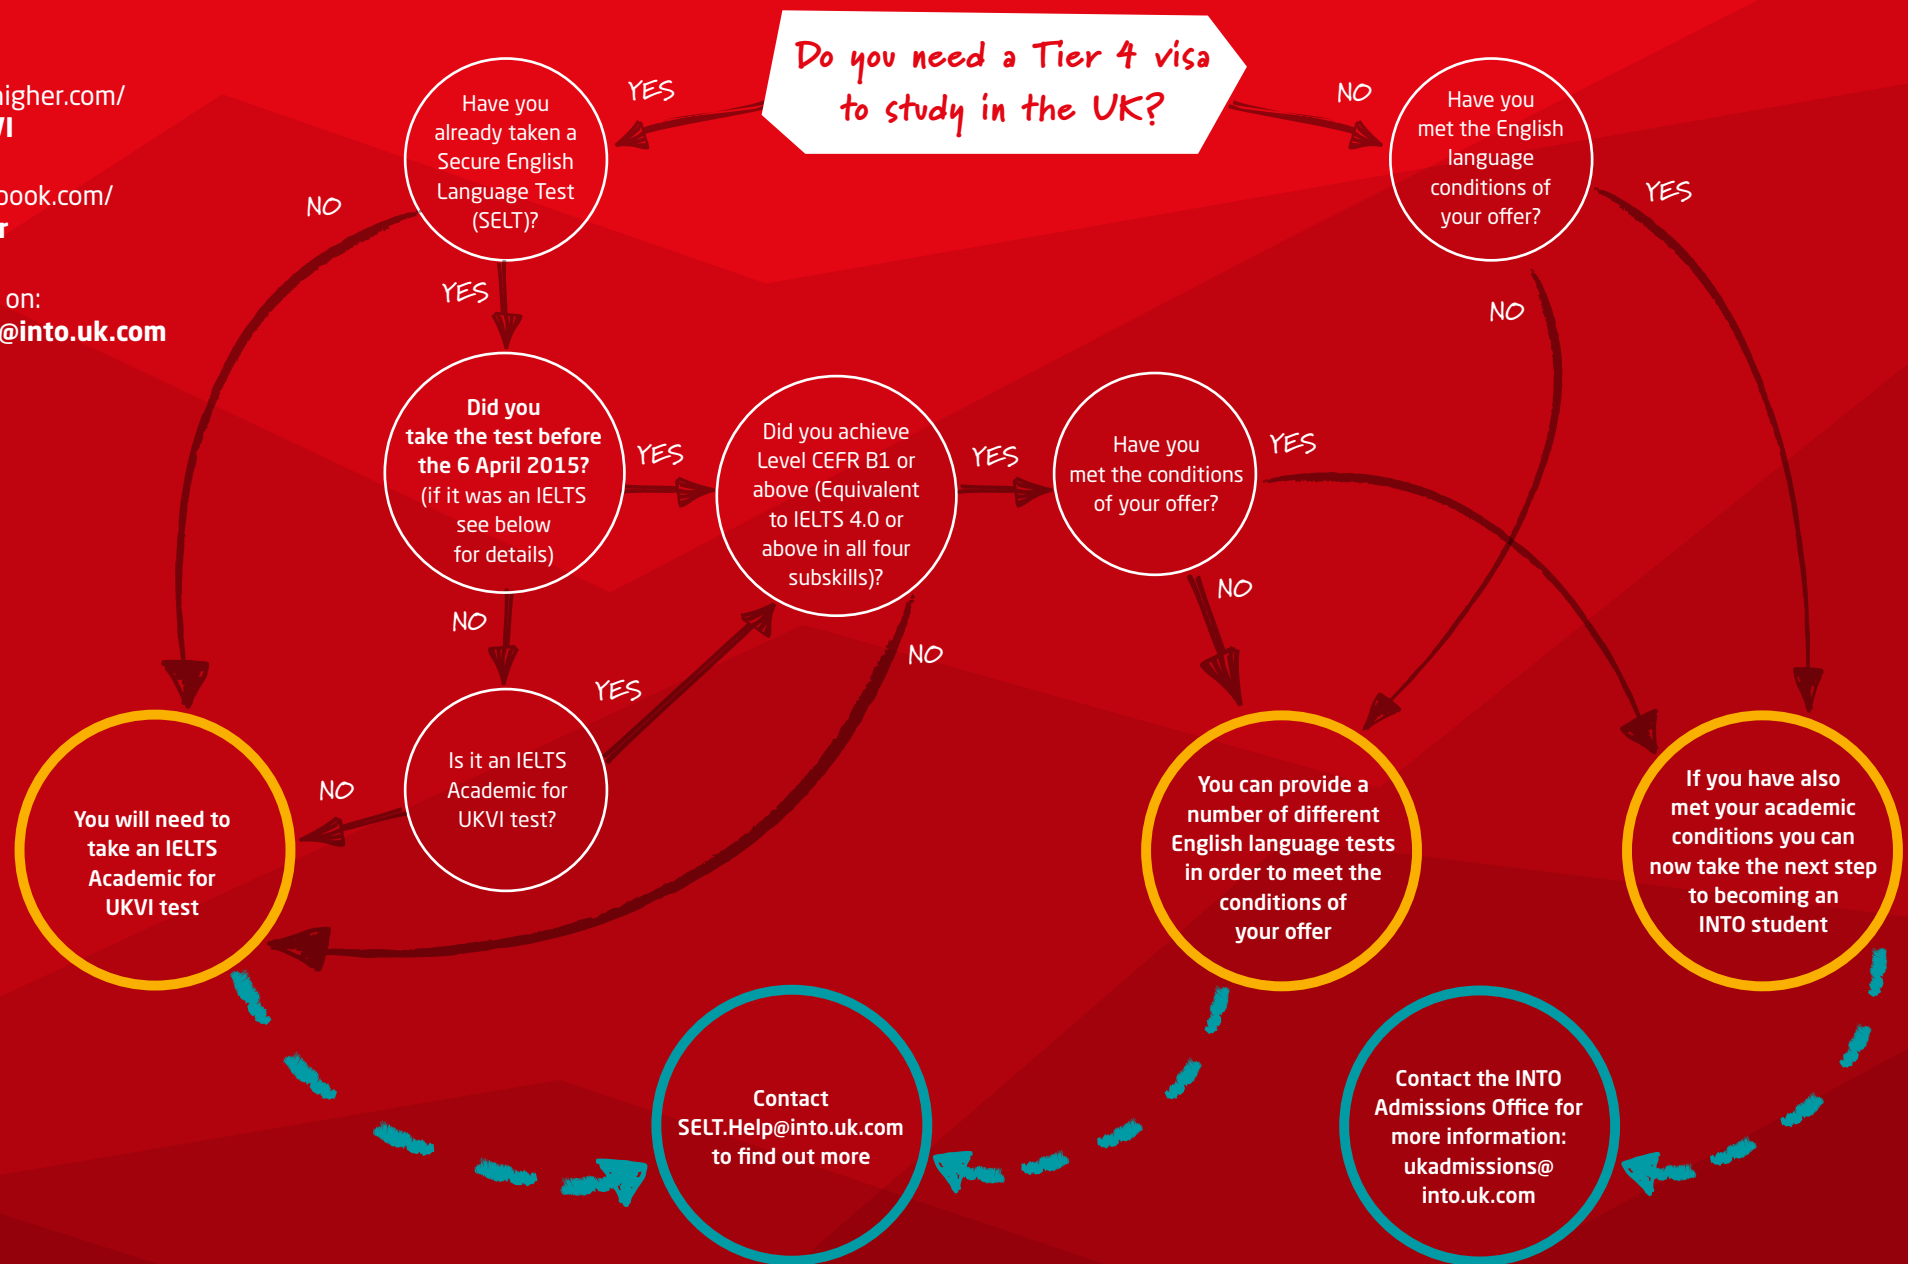 Do you need a Tier 4 visa
to study in the UK?
YES
NO
igher.com/
VI
book.com/
r
on:
@into.uk.com
Have you
already taken a
Secure English
Language Test
(SELT)?
NO
YES
Have you
met the English
language
conditions of
your offer?
YES
NO
Did you
take the test before
the 6 April 2015?
(if it was an IELTS
see below
for details)
YES
NO
Did you achieve
Level CEFR B1 or
above (Equivalent
to IELTS 4.0 or
above in all four
subskills)?
YES
NO
Have you
met the conditions
of your offer?
YES
NO
Is it an IELTS
Academic for
UKVI test?
YES
NO
You will need to
take an IELTS
Academic for
UKVI test
You can provide a
number of different
English language tests
in order to meet the
conditions of
your offer
If you have also
met your academic
conditions you can
now take the next step
to becoming an
INTO student
Contact
SELT.Help@into.uk.com
to find out more
Contact the INTO
Admissions Office for
more information:
ukadmissions@
into.uk.com